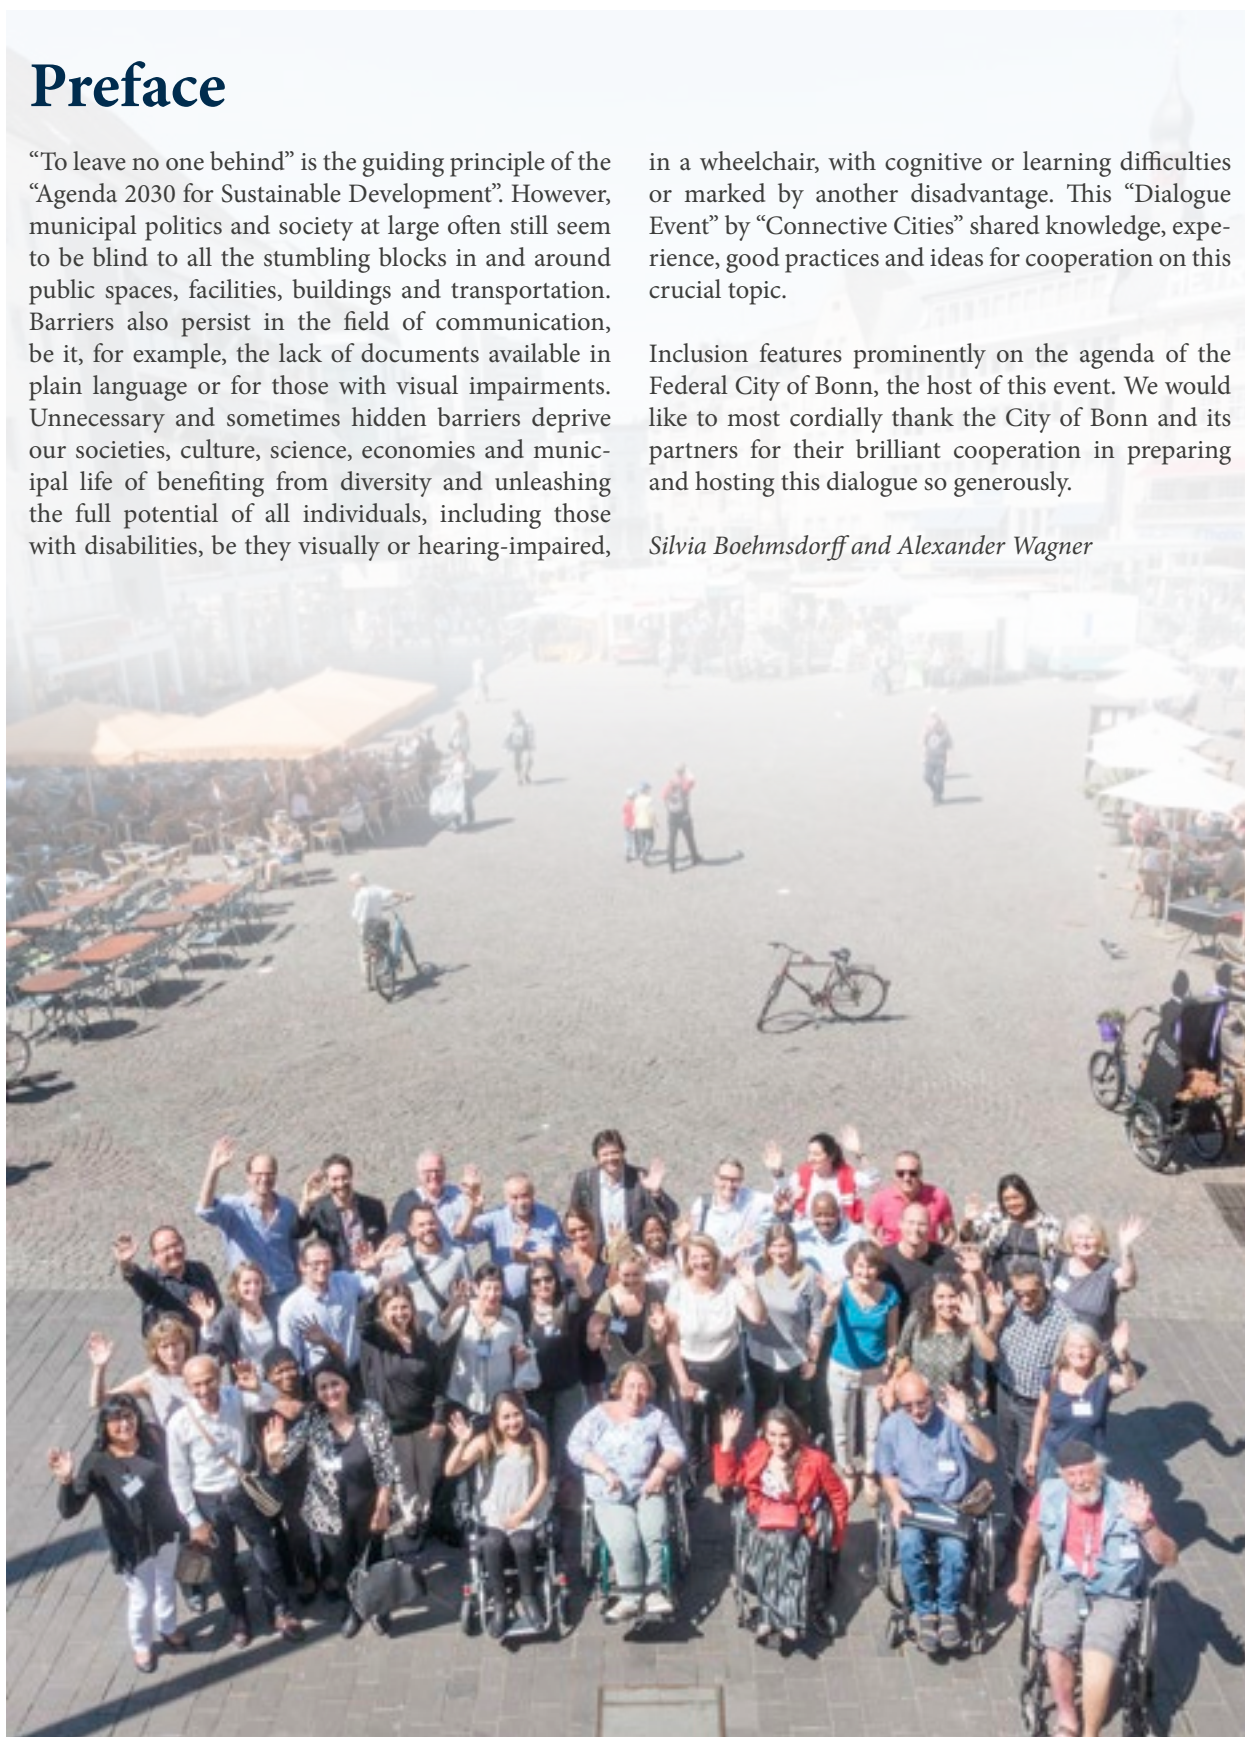 Preface
“To leave no one behind” is the guiding principle of the
“Agenda 2030 for Sustainable Development”. However,
municipal politics and society at large often still seem
to be blind to all the stumbling blocks in and around
public spaces, facilities, buildings and transportation.
Barriers also persist in the field of communication,
be it, for example, the lack of documents available in
plain language or for those with visual impairments.
Unnecessary and sometimes hidden barriers deprive
our societies, culture, science, economies and munic-
ipal life of benefiting from diversity and unleashing
the full potential of all individuals, including those
with disabilities, be they visually or hearing-impaired,
in a wheelchair, with cognitive or learning difficulties
or marked by another disadvantage. This “Dialogue
Event” by “Connective Cities” shared knowledge, expe-
rience, good practices and ideas for cooperation on this
crucial topic.
Inclusion features prominently on the agenda of the
Federal City of Bonn, the host of this event. We would
like to most cordially thank the City of Bonn and its
partners for their brilliant cooperation in preparing
and hosting this dialogue so generously.
Silvia Boehmsdorff and Alexander Wagner